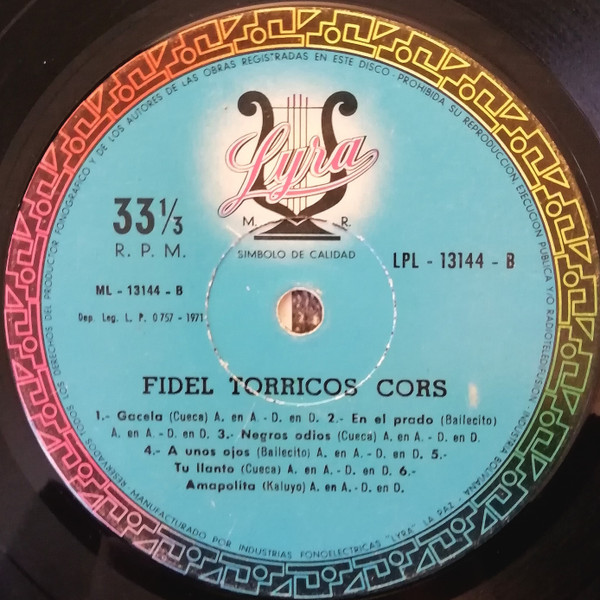 RESERVADOS TODOS LOS DERECHOS DEL PRODUCTOR FONOGRAFICO Y DE LOS AUTORES DE LAS OBRAS REGISTRADAS EN ESTE DISCO - PROHIBIDA SU REPRODUCCION, EJECUCION PUBLICA Y/O RADIOTELEDIFUSION
INDUSTRIA BOLIVIANA
Lyra
M. R.
SIMBOLO DE CALIDAD
33⅓
R. P. M.
LPL - 13144 - B
ML - 13144 - B
Dep. Leg. L. P. 0757 - 1971
FIDEL TORRICOS CORS
1.- Gacela (Cueca) A. en A. - D. en D. 2.- En el prado (Bailecito)
A. en A. - D. en D. 3.- Negros odios (Cueca) A. en A. - D. en D.
4.- A unos ojos (Bailecito) A. en A. - D. en D. 5.-
Tu llanto (Cueca) A. en A. - D. en D. 6.-
Amapolita (Kaluyo) A. en A. - D. en D.
MANUFACTURADO POR INDUSTRIAS FONOELECTRICAS "LYRA" LA PAZ -